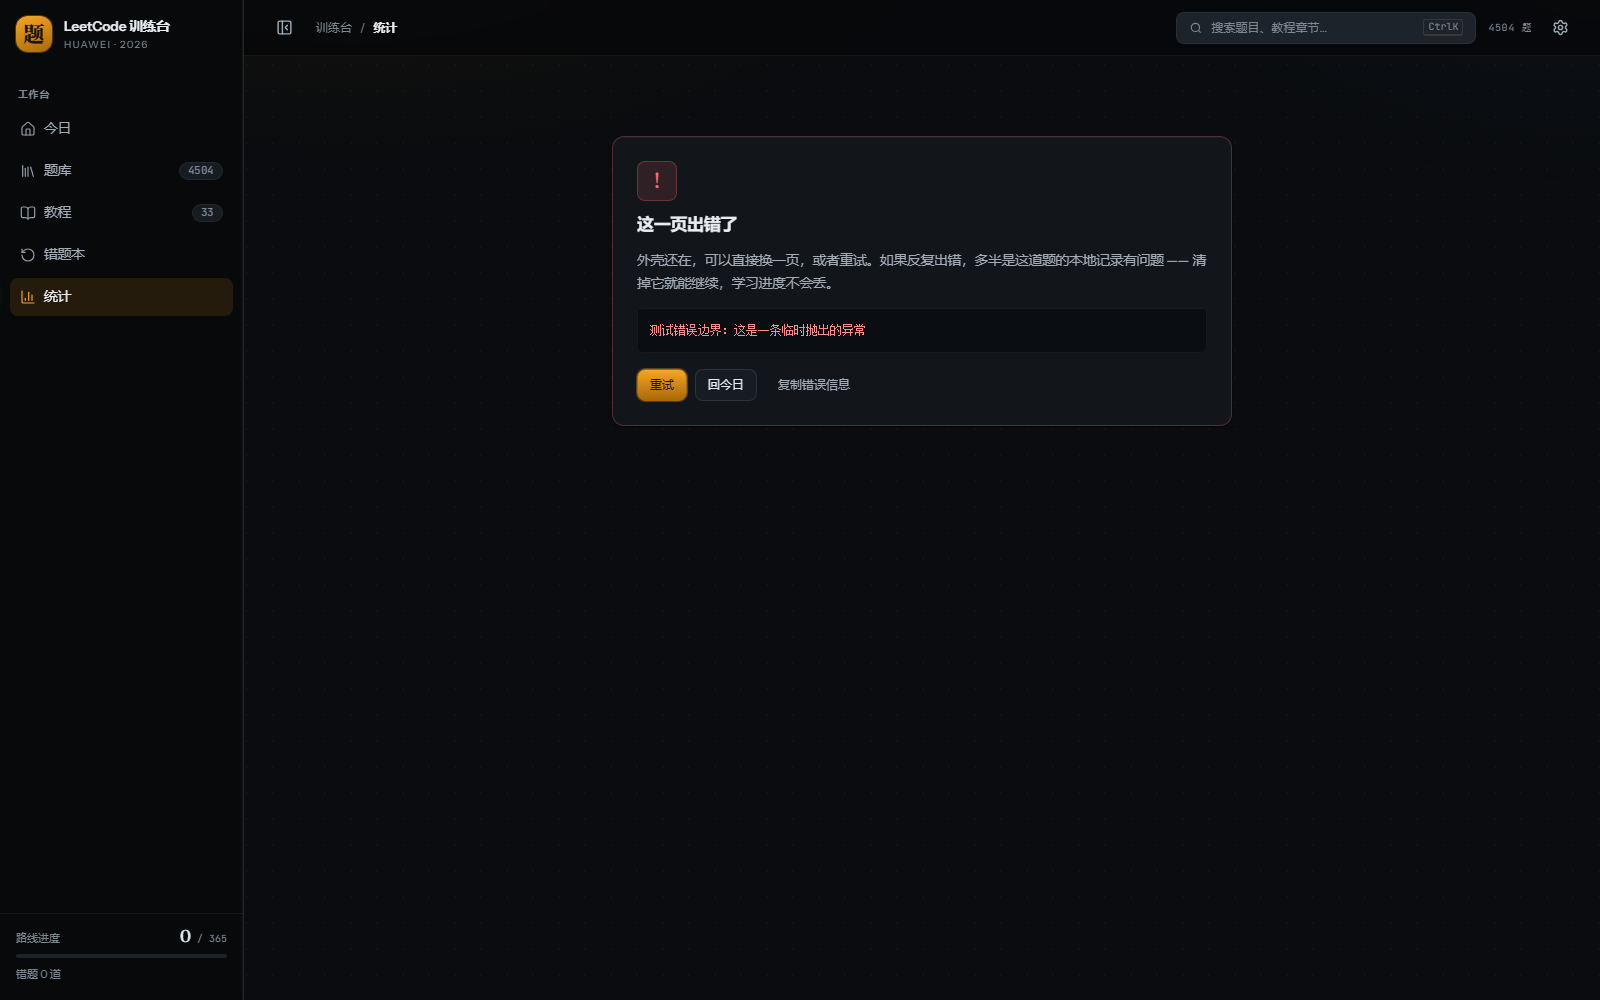 题
LeetCode 训练台
HUAWEI · 2026
工作台
今日
题库 4504
教程 33
错题本
统计
路线进度 0 / 365
错题 0 道
训练台 / 统计
搜索题目、教程章节... CtrlK
4504 题
!
这一页出错了
外壳还在，可以直接换一页，或者重试。如果反复出错，多半是这道题的本地记录有问题 —— 清
掉它就能继续，学习进度不会丢。
测试错误边界：这是一条临时抛出的异常
重试 回今日 复制错误信息